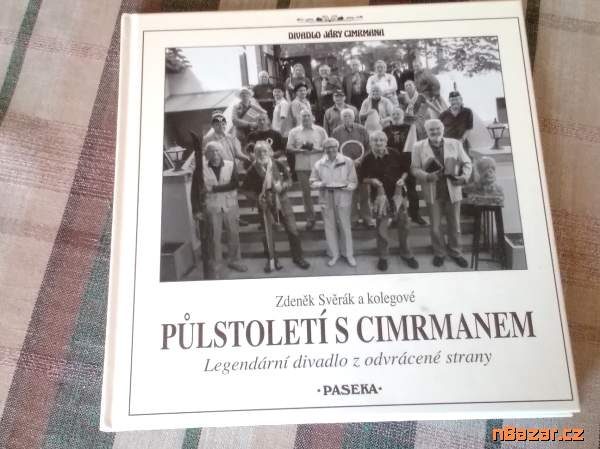 DIVADLO JÁRY CIMRMANA
Zdeněk Svěrák a kolegové
PŮLSTOLETÍ S CIMRMANEM
Legendární divadlo z odvrácené strany
·PASEKA·
nBazar.cz